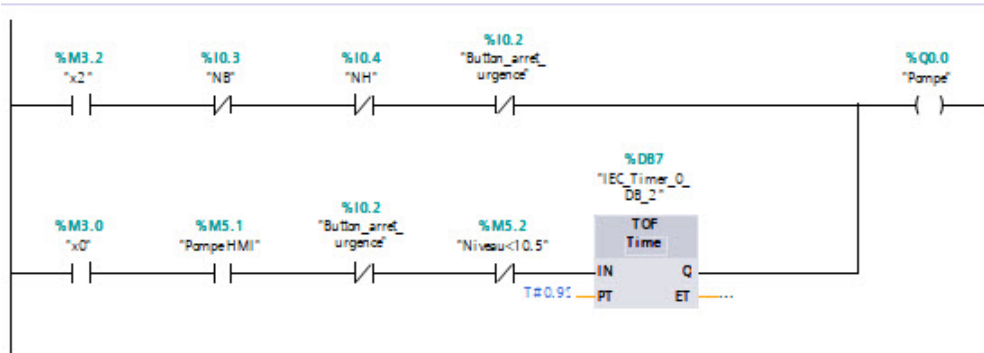 %I0.2
%M3.2 %I0.3 %I0.4 "Button_arret_ %Q0.0
"x2" "NB" "NH" urgence" "Pompe"
%DB7
"IEC_Timer_0_
DB_2"
%I0.2
%M3.0 %M5.1 "Button_arret_ %M5.2 TOF
"x0" "PompeHMI" urgence" "Niveau<10.5" Time
IN Q
T#0.9S PT ET ...